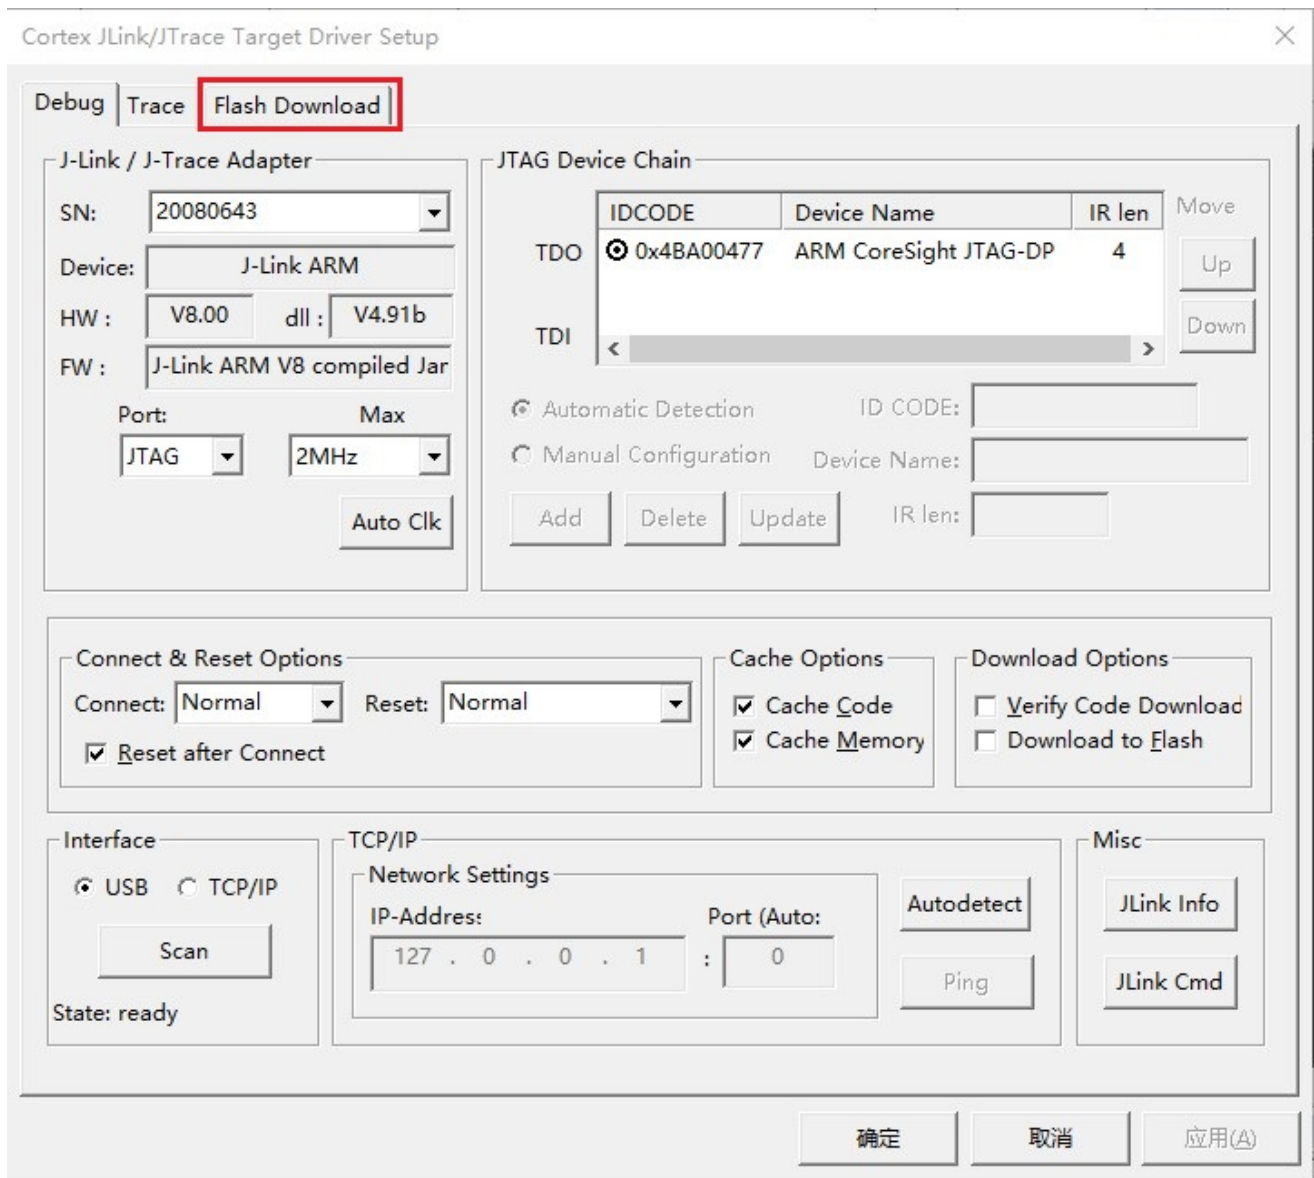 Cortex JLink/JTrace Target Driver Setup
Debug Trace Flash Download
J-Link / J-Trace Adapter
SN: 20080643
Device: J-Link ARM
HW : V8.00 dll : V4.91b
FW : J-Link ARM V8 compiled Jar
Port: Max
JTAG 2MHz
Auto Clk
JTAG Device Chain
IDCODE Device Name IR len Move
TDO 0x4BA00477 ARM CoreSight JTAG-DP 4 Up
TDI Down
Automatic Detection ID CODE:
Manual Configuration Device Name:
Add Delete Update IR len:
Connect & Reset Options
Connect: Normal Reset: Normal
Reset after Connect
Cache Options
Cache Code
Cache Memory
Download Options
Verify Code Download
Download to Flash
Interface
USB TCP/IP
Scan
State: ready
TCP/IP
Network Settings
IP-Address Port (Auto:
127 . 0 . 0 . 1 : 0
Autodetect
Ping
Misc
JLink Info
JLink Cmd
确定 取消 应用(A)